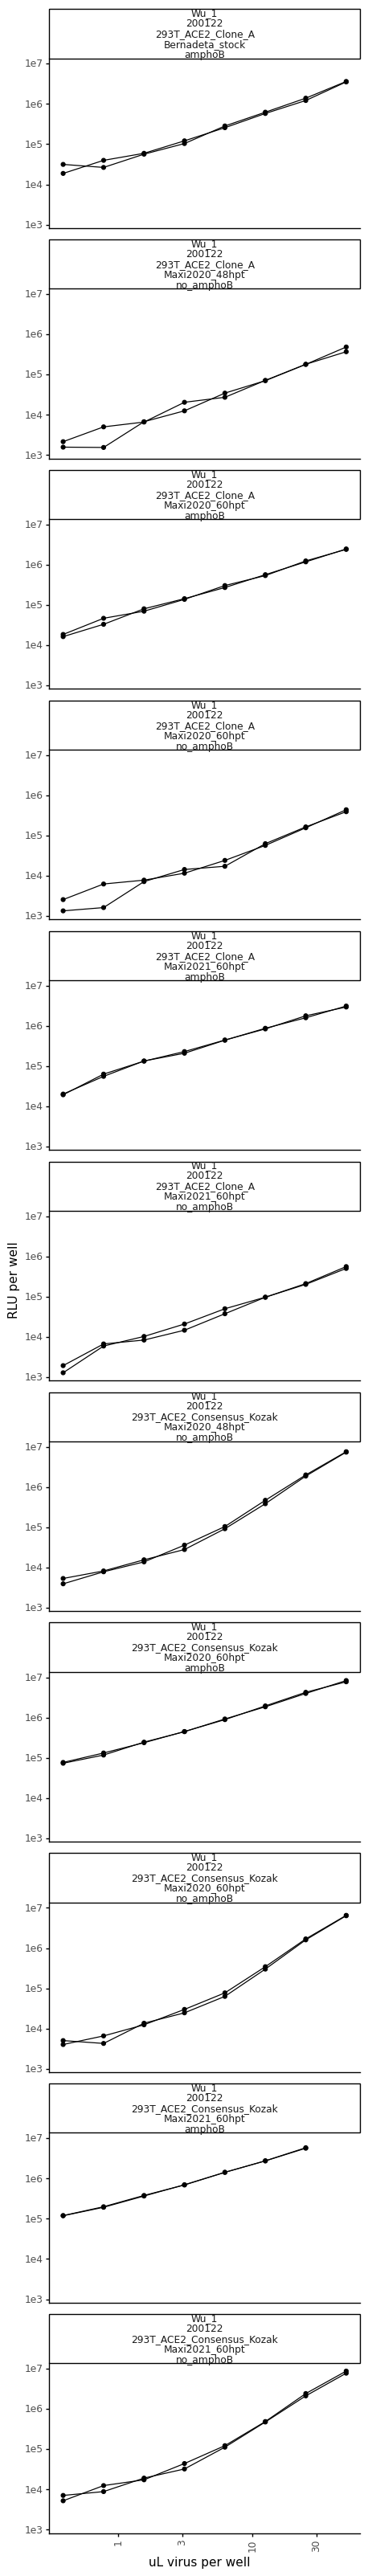 Wu_1
200122
293T_ACE2_Clone_A
Bernadeta_stock
amphoB
1e7
1e6
1e5
1e4
1e3
Wu_1
200122
293T_ACE2_Clone_A
Maxi2020_48hpt
no_amphoB
1e7
1e6
1e5
1e4
1e3
Wu_1
200122
293T_ACE2_Clone_A
Maxi2020_60hpt
amphoB
1e7
1e6
1e5
1e4
1e3
Wu_1
200122
293T_ACE2_Clone_A
Maxi2020_60hpt
no_amphoB
1e7
1e6
1e5
1e4
1e3
Wu_1
200122
293T_ACE2_Clone_A
Maxi2021_60hpt
amphoB
1e7
1e6
1e5
1e4
1e3
Wu_1
200122
293T_ACE2_Clone_A
Maxi2021_60hpt
no_amphoB
1e7
1e6
1e5
1e4
1e3
RLU per well
Wu_1
200122
293T_ACE2_Consensus_Kozak
Maxi2020_48hpt
no_amphoB
1e7
1e6
1e5
1e4
1e3
Wu_1
200122
293T_ACE2_Consensus_Kozak
Maxi2020_60hpt
amphoB
1e7
1e6
1e5
1e4
1e3
Wu_1
200122
293T_ACE2_Consensus_Kozak
Maxi2020_60hpt
no_amphoB
1e7
1e6
1e5
1e4
1e3
Wu_1
200122
293T_ACE2_Consensus_Kozak
Maxi2021_60hpt
amphoB
1e7
1e6
1e5
1e4
1e3
Wu_1
200122
293T_ACE2_Consensus_Kozak
Maxi2021_60hpt
no_amphoB
1e7
1e6
1e5
1e4
1e3
1
3
10
30
uL virus per well